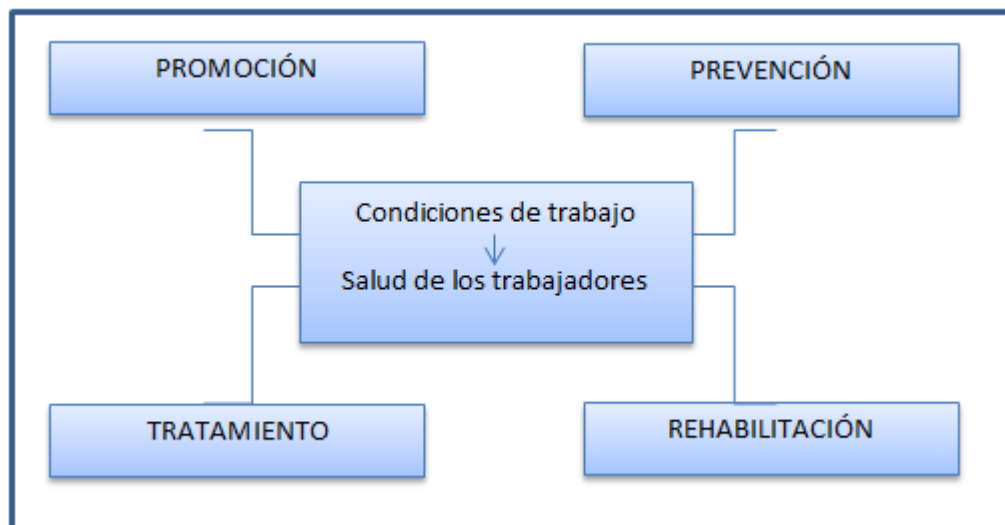 PROMOCIÓN
PREVENCIÓN
Condiciones de trabajo
Salud de los trabajadores
TRATAMIENTO
REHABILITACIÓN